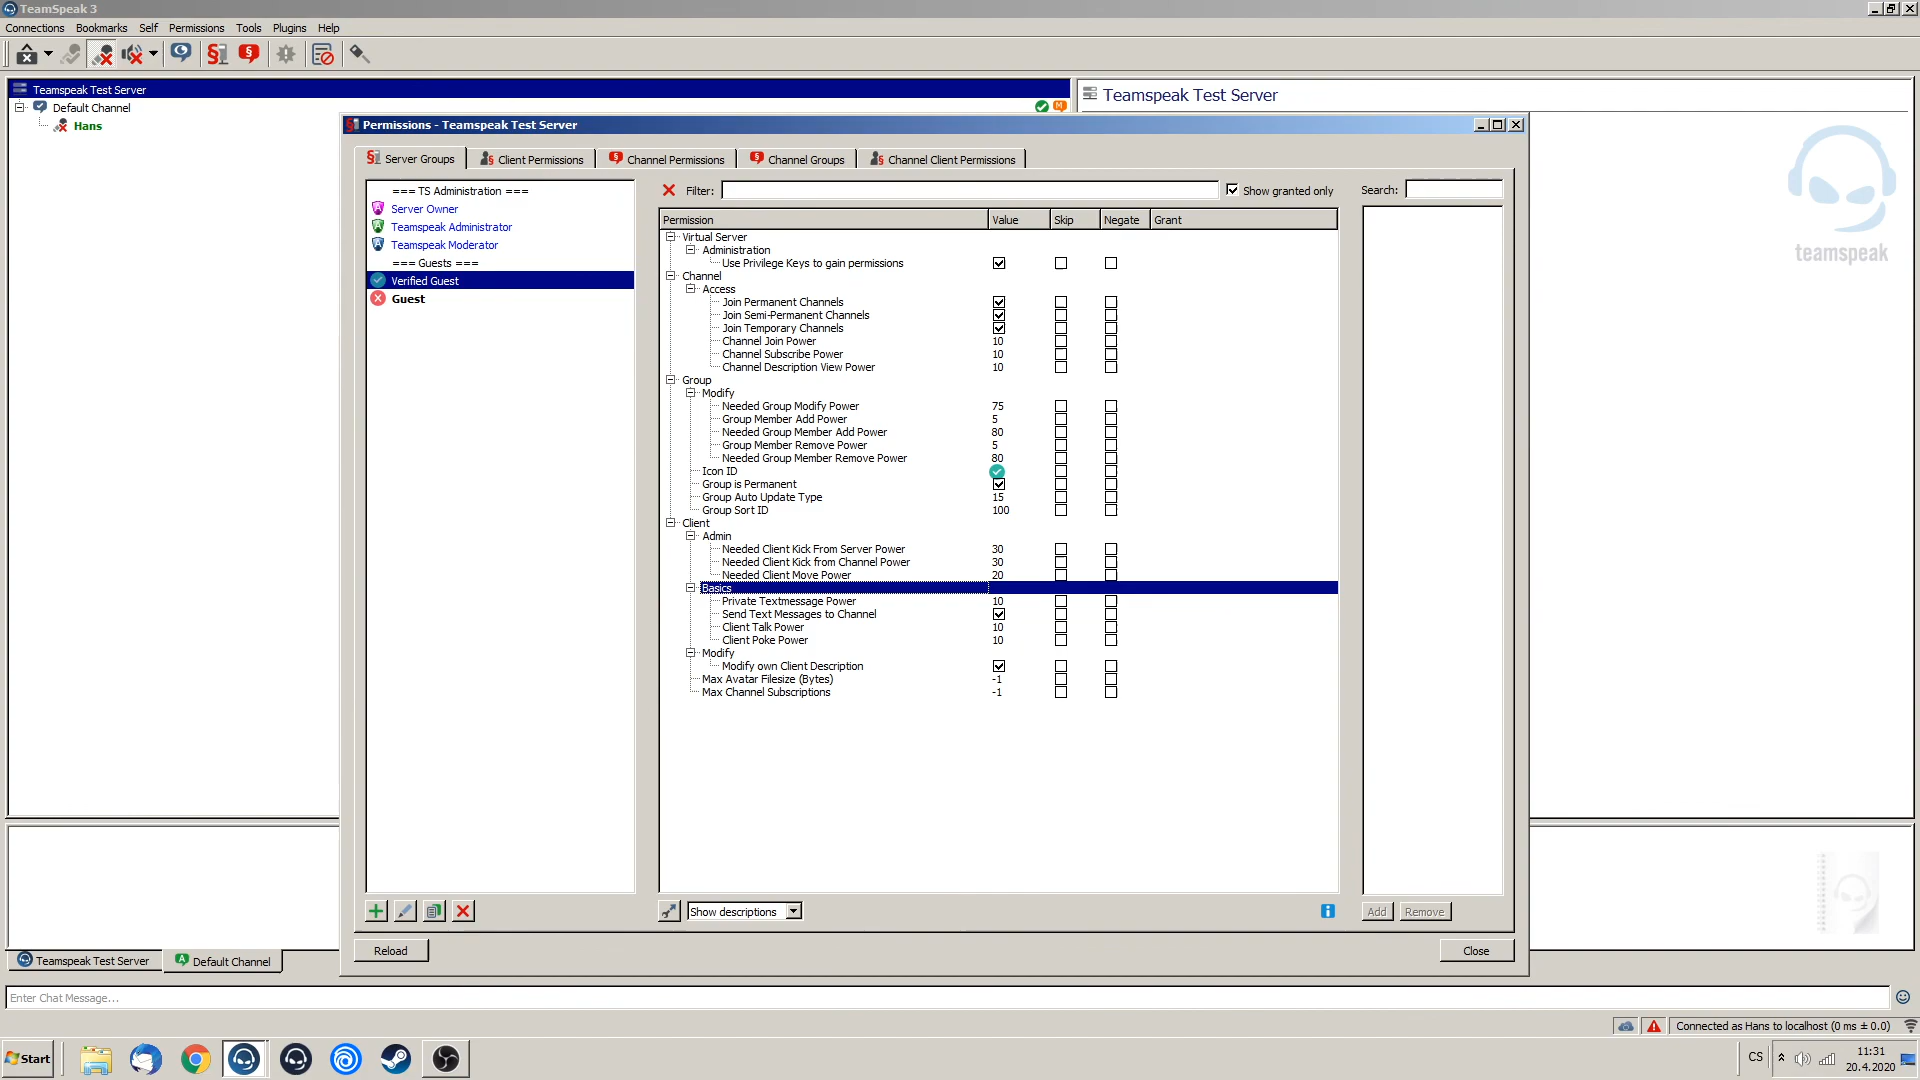 TeamSpeak 3
Connections Bookmarks Self Permissions Tools Plugins Help
Teamspeak Test Server
Default Channel
Hans
Teamspeak Test Server
teamspeak
Permissions - Teamspeak Test Server
Server Groups Client Permissions Channel Permissions Channel Groups Channel Client Permissions
=== TS Administration ===
Server Owner
Teamspeak Administrator
Teamspeak Moderator
=== Guests ===
Verified Guest
Guest
Filter: Show granted only Search:
Permission Value Skip Negate Grant
Virtual Server
Administration
Use Privilege Keys to gain permissions
Channel
Access
Join Permanent Channels
Join Semi-Permanent Channels
Join Temporary Channels
Channel Join Power 10
Channel Subscribe Power 10
Channel Description View Power 10
Group
Modify
Needed Group Modify Power 75
Group Member Add Power 5
Needed Group Member Add Power 80
Group Member Remove Power 5
Needed Group Member Remove Power 80
Icon ID
Group is Permanent
Group Auto Update Type 15
Group Sort ID 100
Client
Admin
Needed Client Kick From Server Power 30
Needed Client Kick from Channel Power 30
Needed Client Move Power 20
Basics
Private Textmessage Power 10
Send Text Messages to Channel
Client Talk Power 10
Client Poke Power 10
Modify
Modify own Client Description
Max Avatar Filesize (Bytes) -1
Max Channel Subscriptions -1
Show descriptions Add Remove
Reload Close
Teamspeak Test Server Default Channel
Enter Chat Message...
Connected as Hans to localhost (0 ms ± 0.0)
Start CS 11:31
20.4.2020